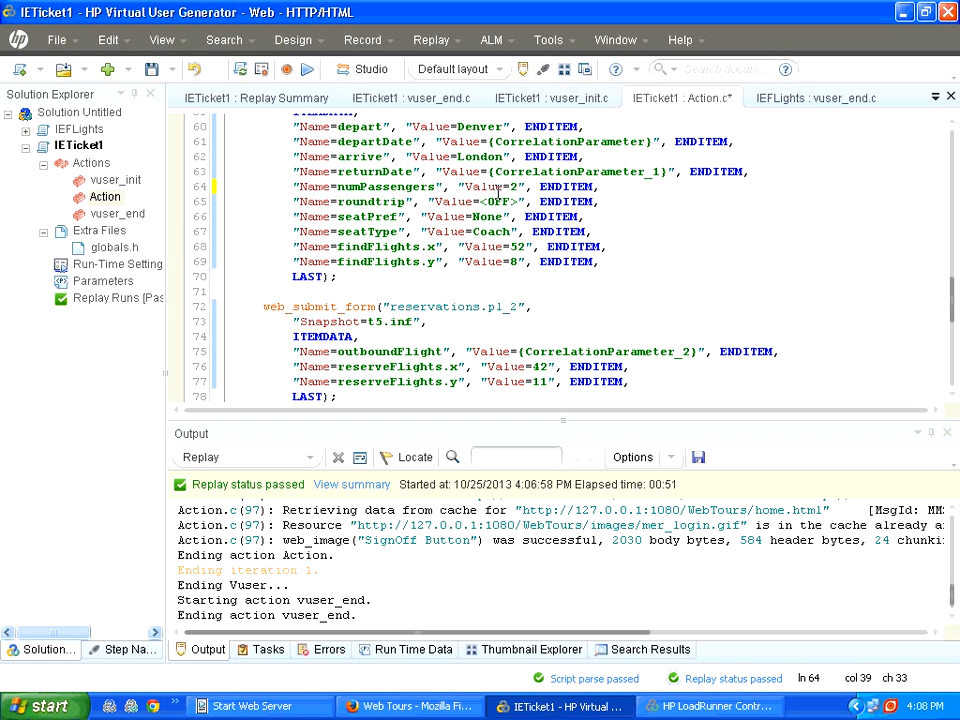 IETicket1 - HP Virtual User Generator - Web - HTTP/HTML
hp File Edit View Search Design Record Replay ALM Tools Window Help
Studio Default layout Search docum...
Solution Explorer
Solution Untitled
IEFLights
IETicket1
Actions
vuser_init
Action
vuser_end
Extra Files
globals.h
Run-Time Setting
Parameters
Replay Runs [Pas
Solution... Step Na...
IETicket1 : Replay Summary IETicket1 : vuser_end.c IETicket1 : vuser_init.c IETicket1 : Action.c* IEFLights : vuser_end.c
60 "Name=depart", "Value=Denver", ENDITEM,
61 "Name=departDate", "Value={CorrelationParameter}", ENDITEM,
62 "Name=arrive", "Value=London", ENDITEM,
63 "Name=returnDate", "Value={CorrelationParameter_1}", ENDITEM,
64 "Name=numPassengers", "Value=2", ENDITEM,
65 "Name=roundtrip", "Value=<OFF>", ENDITEM,
66 "Name=seatPref", "Value=None", ENDITEM,
67 "Name=seatType", "Value=Coach", ENDITEM,
68 "Name=findFlights.x", "Value=52", ENDITEM,
69 "Name=findFlights.y", "Value=8", ENDITEM,
70 LAST);
71
72 web_submit_form("reservations.pl_2",
73 "Snapshot=t5.inf",
74 ITEMDATA,
75 "Name=outboundFlight", "Value={CorrelationParameter_2}", ENDITEM,
76 "Name=reserveFlights.x", "Value=42", ENDITEM,
77 "Name=reserveFlights.y", "Value=11", ENDITEM,
78 LAST);
Output
Replay Locate Options
Replay status passed View summary Started at: 10/25/2013 4:06:58 PM Elapsed time: 00:51
Action.c(97): Retrieving data from cache for "http://127.0.0.1:1080/WebTours/home.html" [MsgId: MM
Action.c(97): Resource "http://127.0.0.1:1080/WebTours/images/mer_login.gif" is in the cache already a
Action.c(97): web_image("SignOff Button") was successful, 2030 body bytes, 584 header bytes, 24 chunki
Ending action Action.
Ending iteration 1.
Ending Vuser...
Starting action vuser_end.
Ending action vuser_end.
Output Tasks Errors Run Time Data Thumbnail Explorer Search Results
Script parse passed Replay status passed ln 64 col 39 ch 33
start Start Web Server Web Tours - Mozilla Fi... IETicket1 - HP Virtual ... HP LoadRunner Contr... 4:08 PM